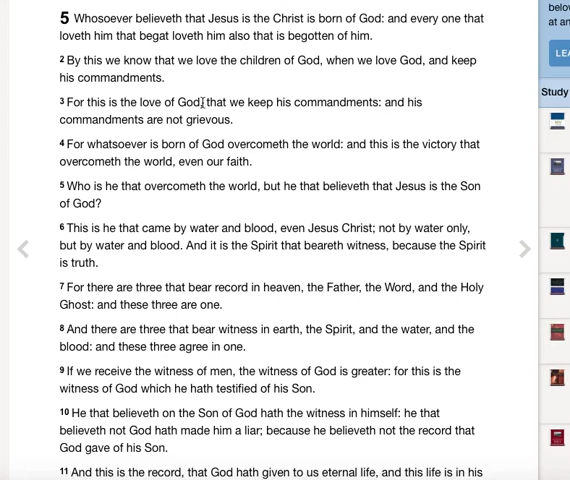 5 Whosoever believeth that Jesus is the Christ is born of God: and every one that
loveth him that begat loveth him also that is begotten of him.
2 By this we know that we love the children of God, when we love God, and keep
his commandments.
3 For this is the love of God, that we keep his commandments: and his
commandments are not grievous.
4 For whatsoever is born of God overcometh the world: and this is the victory that
overcometh the world, even our faith.
5 Who is he that overcometh the world, but he that believeth that Jesus is the Son
of God?
6 This is he that came by water and blood, even Jesus Christ; not by water only,
but by water and blood. And it is the Spirit that beareth witness, because the Spirit
is truth.
7 For there are three that bear record in heaven, the Father, the Word, and the Holy
Ghost: and these three are one.
8 And there are three that bear witness in earth, the Spirit, and the water, and the
blood: and these three agree in one.
9 If we receive the witness of men, the witness of God is greater: for this is the
witness of God which he hath testified of his Son.
10 He that believeth on the Son of God hath the witness in himself: he that
believeth not God hath made him a liar; because he believeth not the record that
God gave of his Son.
11 And this is the record, that God hath given to us eternal life, and this life is in his
at an
Study